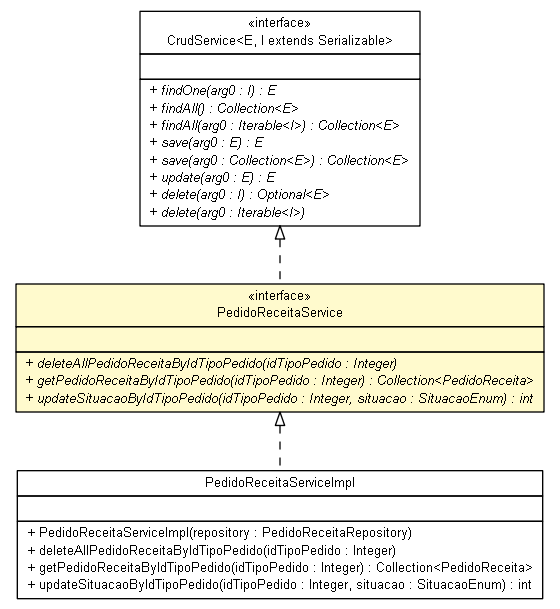 «interface»
CrudService<E, I extends Serializable>
+ findOne(arg0 : I) : E
+ findAll() : Collection<E>
+ findAll(arg0 : Iterable<I>) : Collection<E>
+ save(arg0 : E) : E
+ save(arg0 : Collection<E>) : Collection<E>
+ update(arg0 : E) : E
+ delete(arg0 : I) : Optional<E>
+ delete(arg0 : Iterable<I>)
«interface»
PedidoReceitaService
+ deleteAllPedidoReceitaByIdTipoPedido(idTipoPedido : Integer)
+ getPedidoReceitaByIdTipoPedido(idTipoPedido : Integer) : Collection<PedidoReceita>
+ updateSituacaoByIdTipoPedido(idTipoPedido : Integer, situacao : SituacaoEnum) : int
PedidoReceitaServiceImpl
+ PedidoReceitaServiceImpl(repository : PedidoReceitaRepository)
+ deleteAllPedidoReceitaByIdTipoPedido(idTipoPedido : Integer)
+ getPedidoReceitaByIdTipoPedido(idTipoPedido : Integer) : Collection<PedidoReceita>
+ updateSituacaoByIdTipoPedido(idTipoPedido : Integer, situacao : SituacaoEnum) : int